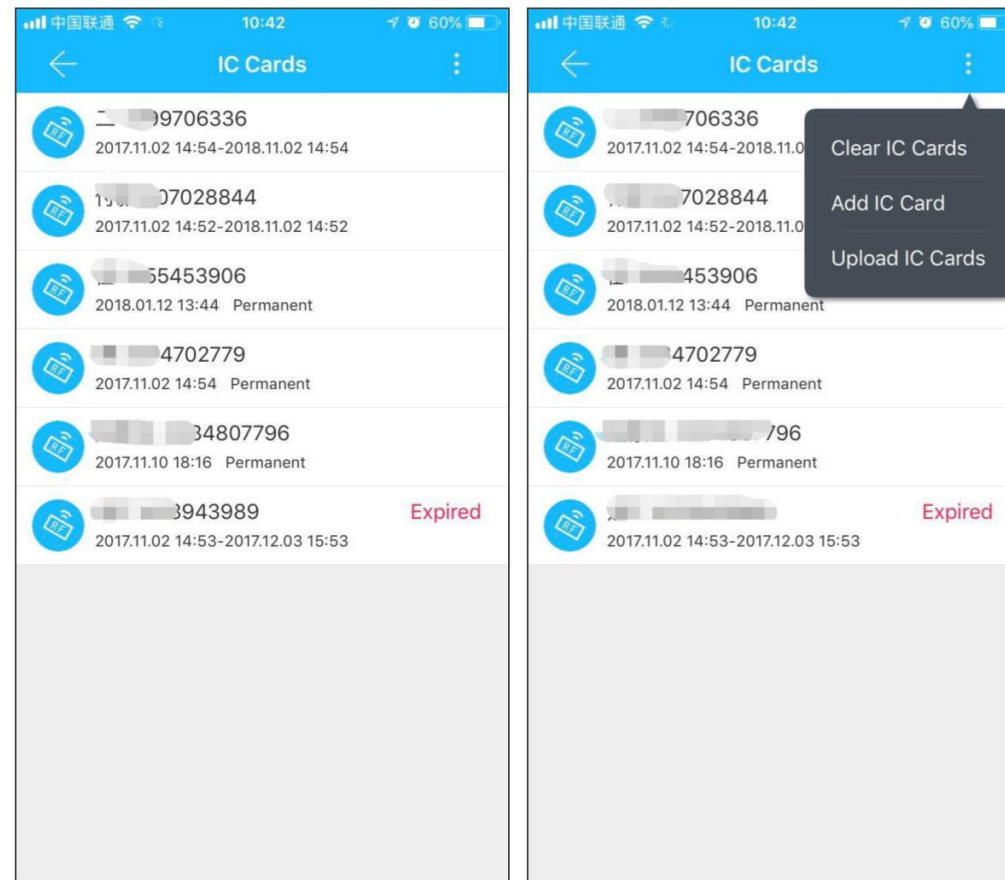 中国联通 10:42 60%
IC Cards
二 99706336
2017.11.02 14:54-2018.11.02 14:54
07028844
2017.11.02 14:52-2018.11.02 14:52
55453906
2018.01.12 13:44 Permanent
4702779
2017.11.02 14:54 Permanent
34807796
2017.11.10 18:16 Permanent
3943989 Expired
2017.11.02 14:53-2017.12.03 15:53
中国联通 10:42 60%
IC Cards
706336
2017.11.02 14:54-2018.11.0
7028844
2017.11.02 14:52-2018.11.0
453906
2018.01.12 13:44 Permanent
4702779
2017.11.02 14:54 Permanent
796
2017.11.10 18:16 Permanent
Expired
2017.11.02 14:53-2017.12.03 15:53
Clear IC Cards
Add IC Card
Upload IC Cards